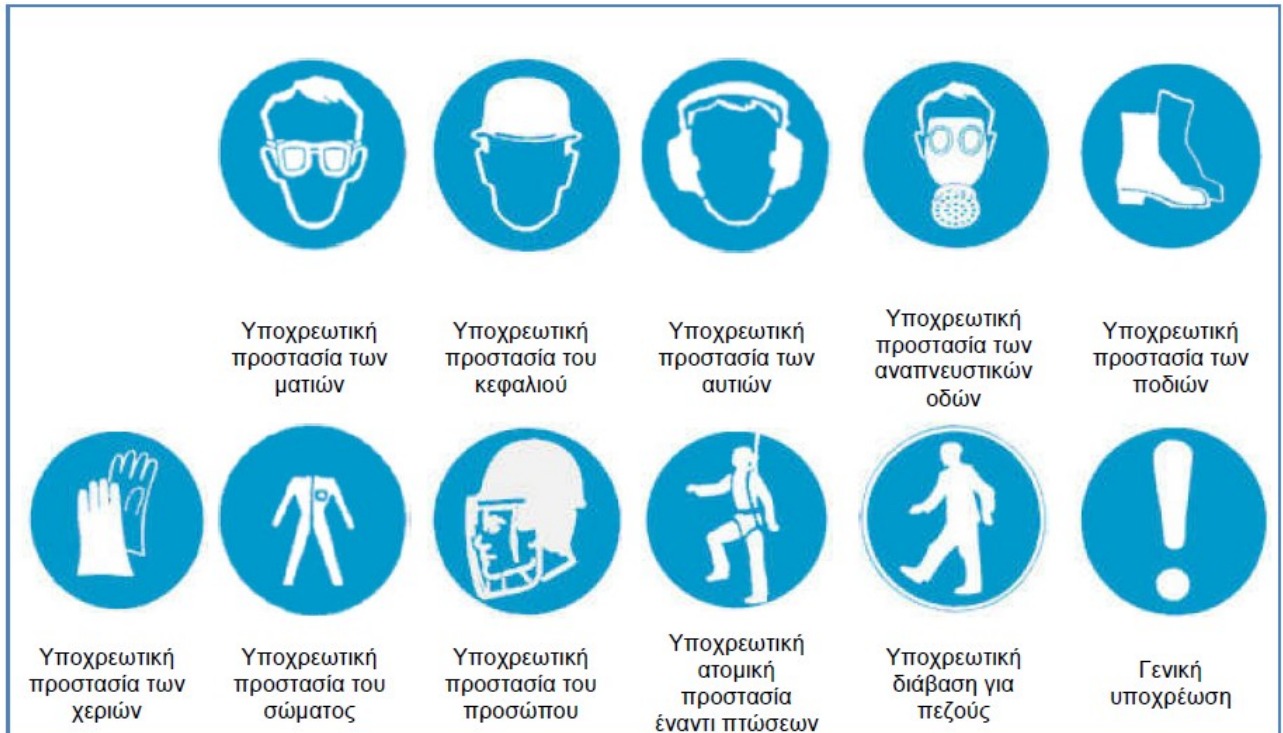 Υποχρεωτική
προστασία των
ματιών
Υποχρεωτική
προστασία του
κεφαλιού
Υποχρεωτική
προστασία των
αυτιών
Υποχρεωτική
προστασία των
αναπνευστικών
οδών
Υποχρεωτική
προστασία των
ποδιών
Υποχρεωτική
προστασία των
χεριών
Υποχρεωτική
προστασία του
σώματος
Υποχρεωτική
προστασία του
προσώπου
Υποχρεωτική
ατομική
προστασία
έναντι πτώσεων
Υποχρεωτική
διάβαση για
πεζούς
Γενική
υποχρέωση